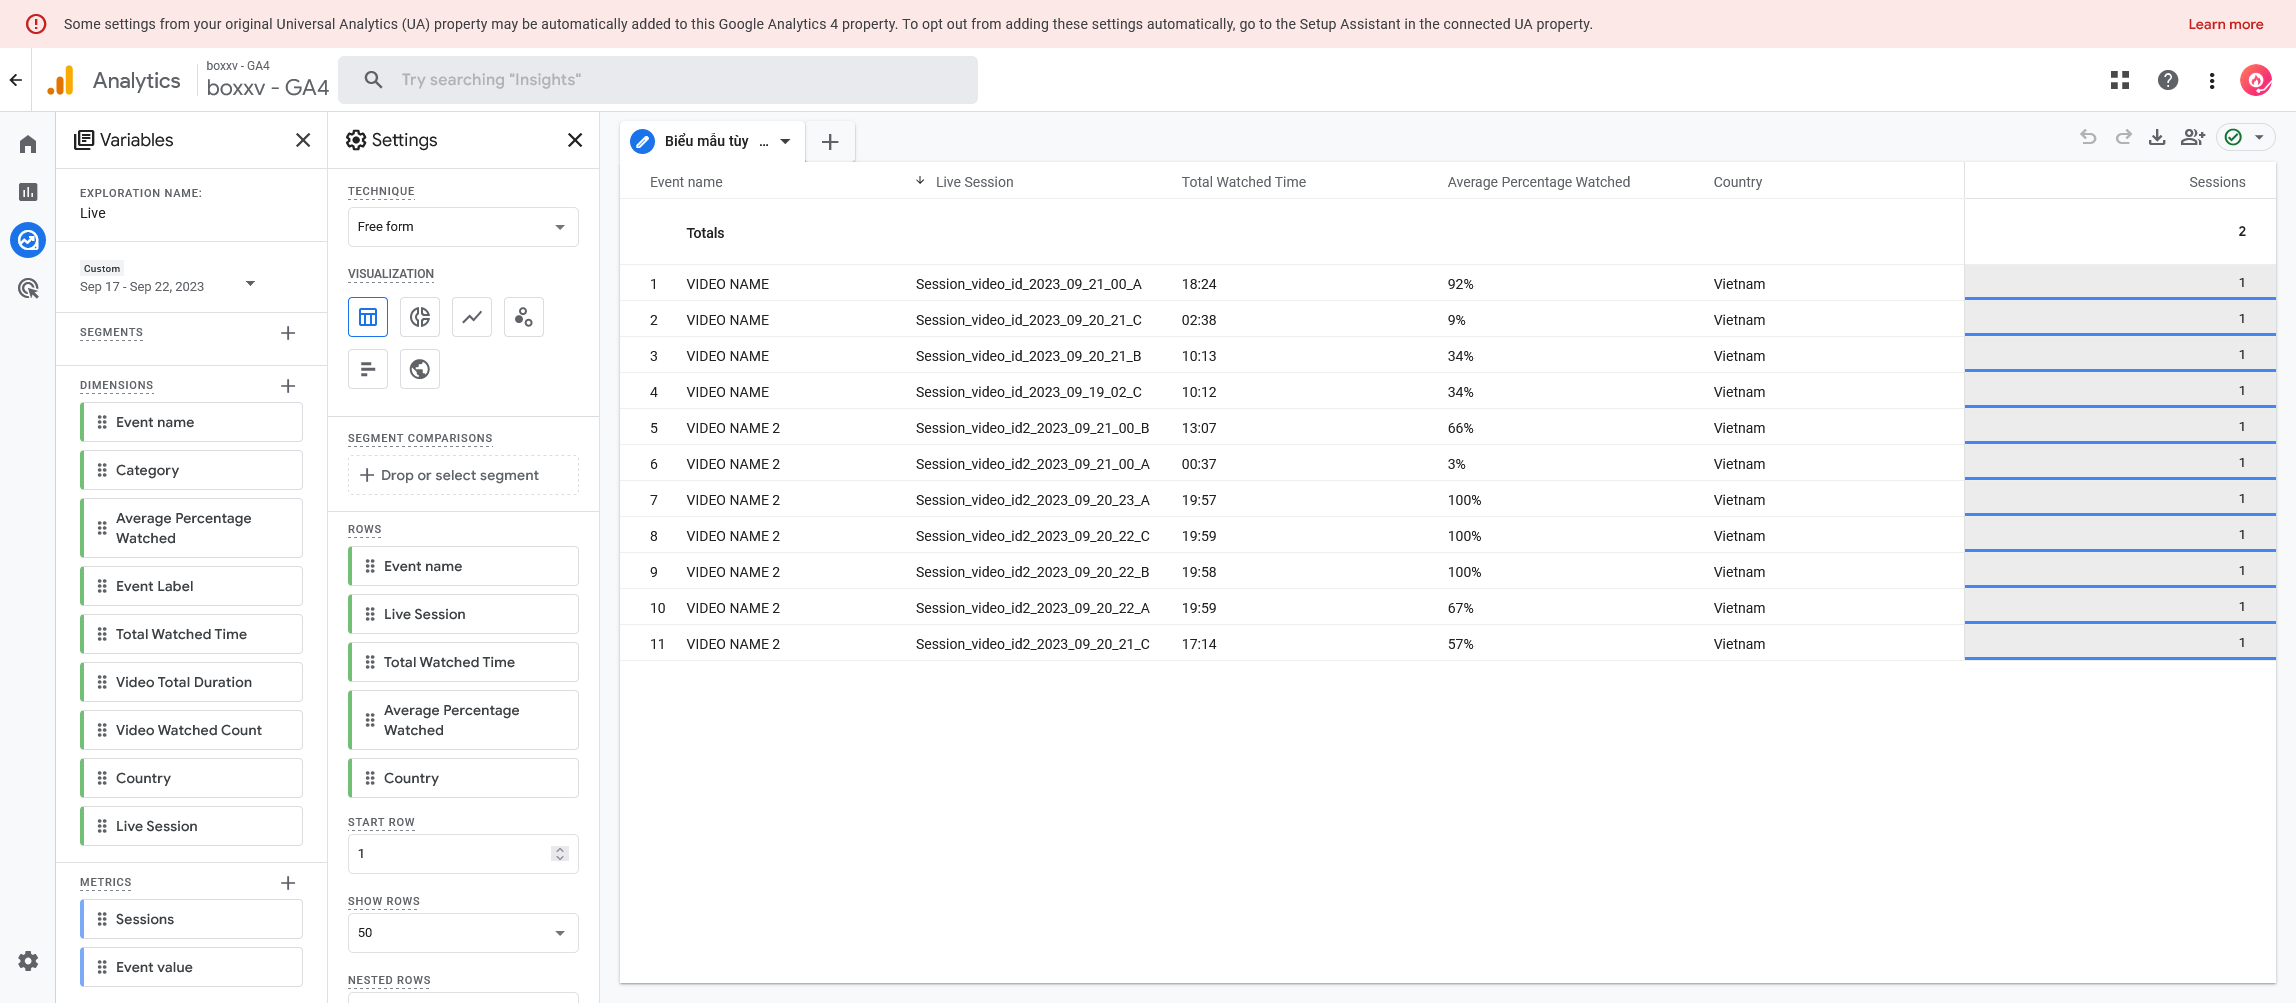 Some settings from your original Universal Analytics (UA) property may be automatically added to this Google Analytics 4 property. To opt out from adding these settings automatically, go to the Setup Assistant in the connected UA property.
Learn more
Analytics
boxxv - GA4
boxxv - GA4
Try searching "Insights"
Variables
EXPLORATION NAME:
Live
Custom
Sep 17 - Sep 22, 2023
SEGMENTS
DIMENSIONS
Event name
Category
Average Percentage
Watched
Event Label
Total Watched Time
Video Total Duration
Video Watched Count
Country
Live Session
METRICS
Sessions
Event value
Settings
TECHNIQUE
Free form
VISUALIZATION
SEGMENT COMPARISONS
Drop or select segment
ROWS
Event name
Live Session
Total Watched Time
Average Percentage
Watched
Country
START ROW
1
SHOW ROWS
50
NESTED ROWS
Biểu mẫu tùy ...
Event name Live Session Total Watched Time Average Percentage Watched Country Sessions
Totals 2
1 VIDEO NAME Session_video_id_2023_09_21_00_A 18:24 92% Vietnam 1
2 VIDEO NAME Session_video_id_2023_09_20_21_C 02:38 9% Vietnam 1
3 VIDEO NAME Session_video_id_2023_09_20_21_B 10:13 34% Vietnam 1
4 VIDEO NAME Session_video_id_2023_09_19_02_C 10:12 34% Vietnam 1
5 VIDEO NAME 2 Session_video_id2_2023_09_21_00_B 13:07 66% Vietnam 1
6 VIDEO NAME 2 Session_video_id2_2023_09_21_00_A 00:37 3% Vietnam 1
7 VIDEO NAME 2 Session_video_id2_2023_09_20_23_A 19:57 100% Vietnam 1
8 VIDEO NAME 2 Session_video_id2_2023_09_20_22_C 19:59 100% Vietnam 1
9 VIDEO NAME 2 Session_video_id2_2023_09_20_22_B 19:58 100% Vietnam 1
10 VIDEO NAME 2 Session_video_id2_2023_09_20_22_A 19:59 67% Vietnam 1
11 VIDEO NAME 2 Session_video_id2_2023_09_20_21_C 17:14 57% Vietnam 1